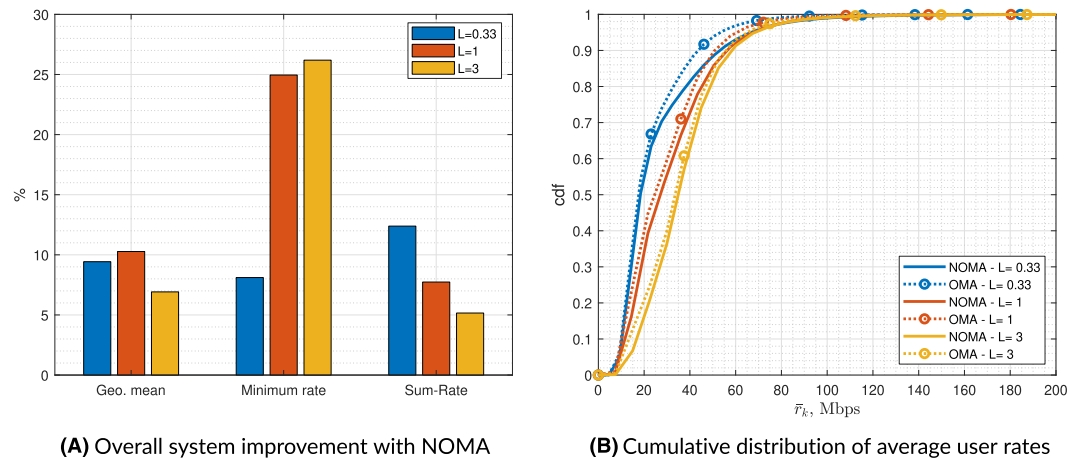 30
25
20
15
10
5
0
%
Geo. mean
Minimum rate
Sum-Rate
L=0.33
L=1
L=3
(A) Overall system improvement with NOMA
1
0.9
0.8
0.7
0.6
0.5
0.4
0.3
0.2
0.1
0
cdf
0 20 40 60 80 100 120 140 160 180 200
r̄k, Mbps
NOMA - L= 0.33
OMA - L= 0.33
NOMA - L= 1
OMA - L= 1
NOMA - L= 3
OMA - L= 3
(B) Cumulative distribution of average user rates